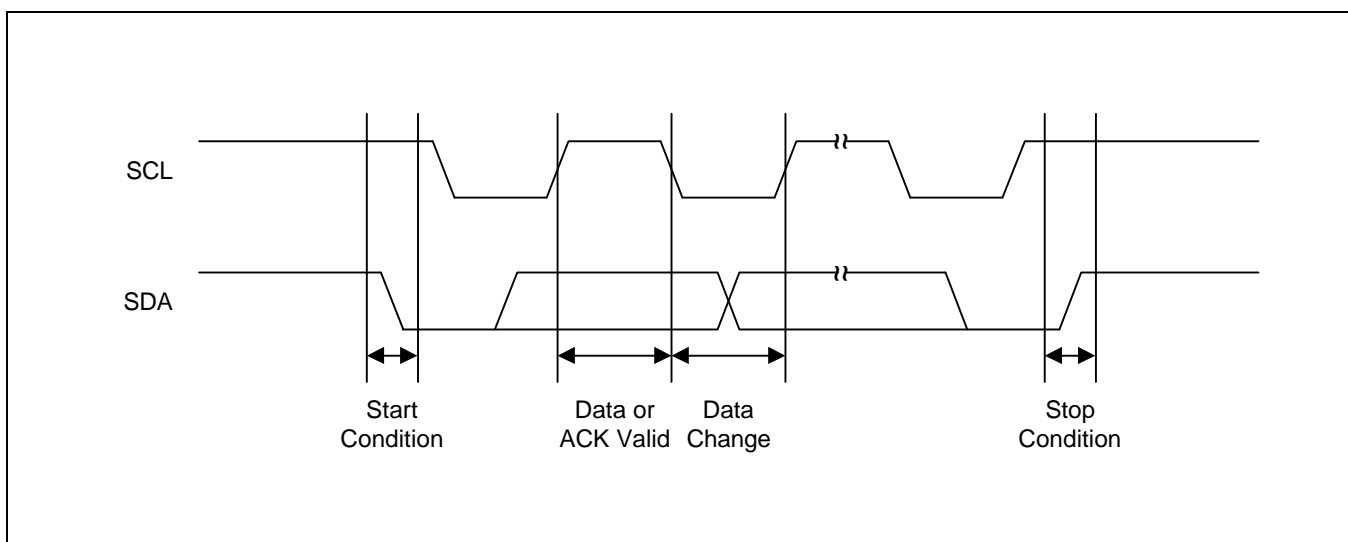 SCL
SDA
Start
Condition
Data or
ACK Valid
Data
Change
Stop
Condition